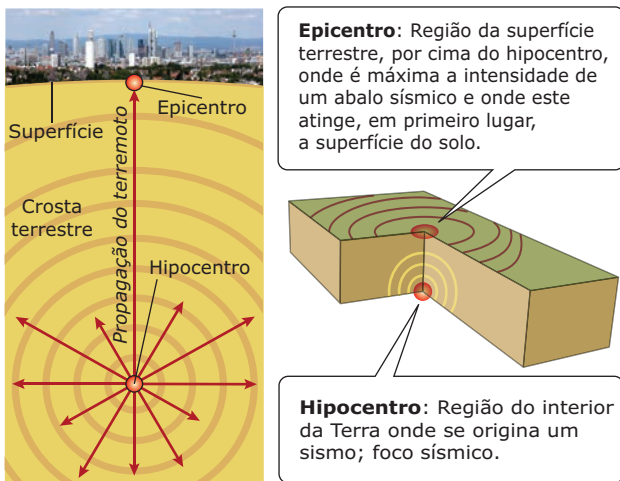 Epicentro
Superfície
Crosta
terrestre
Propagação do terremoto
Hipocentro
Epicentro: Região da superfície
terrestre, por cima do hipocentro,
onde é máxima a intensidade de
um abalo sísmico e onde este
atinge, em primeiro lugar,
a superfície do solo.
Hipocentro: Região do interior
da Terra onde se origina um
sismo; foco sísmico.